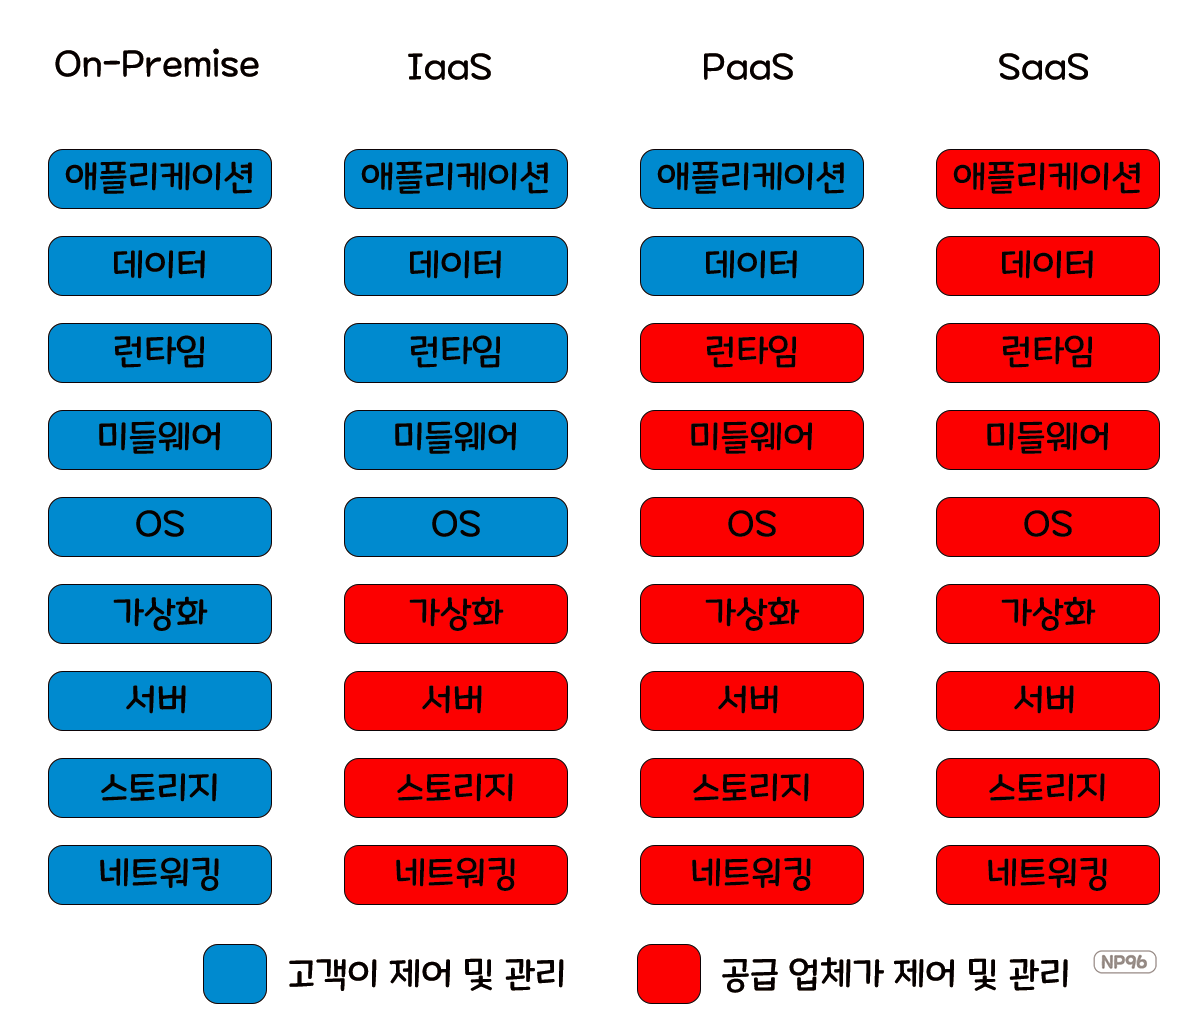 On-Premise IaaS PaaS SaaS
애플리케이션 애플리케이션 애플리케이션 애플리케이션
데이터 데이터 데이터 데이터
런타임 런타임 런타임 런타임
미들웨어 미들웨어 미들웨어 미들웨어
OS OS OS OS
가상화 가상화 가상화 가상화
서버 서버 서버 서버
스토리지 스토리지 스토리지 스토리지
네트워킹 네트워킹 네트워킹 네트워킹
고객이 제어 및 관리 공급 업체가 제어 및 관리 NP96